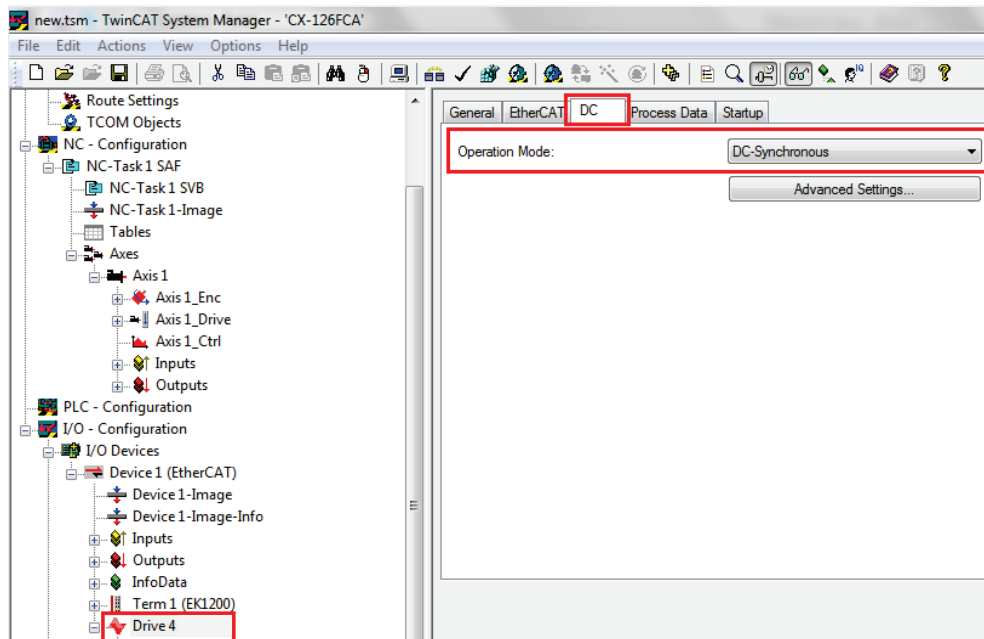 new.tsm - TwinCAT System Manager - 'CX-126FCA'
File Edit Actions View Options Help
Route Settings
TCOM Objects
NC - Configuration
NC-Task 1 SAF
NC-Task 1 SVB
NC-Task 1-Image
Tables
Axes
Axis 1
Axis 1_Enc
Axis 1_Drive
Axis 1_Ctrl
Inputs
Outputs
PLC - Configuration
I/O - Configuration
I/O Devices
Device 1 (EtherCAT)
Device 1-Image
Device 1-Image-Info
Inputs
Outputs
InfoData
Term 1 (EK1200)
Drive 4
General EtherCAT DC Process Data Startup
Operation Mode: DC-Synchronous
Advanced Settings...